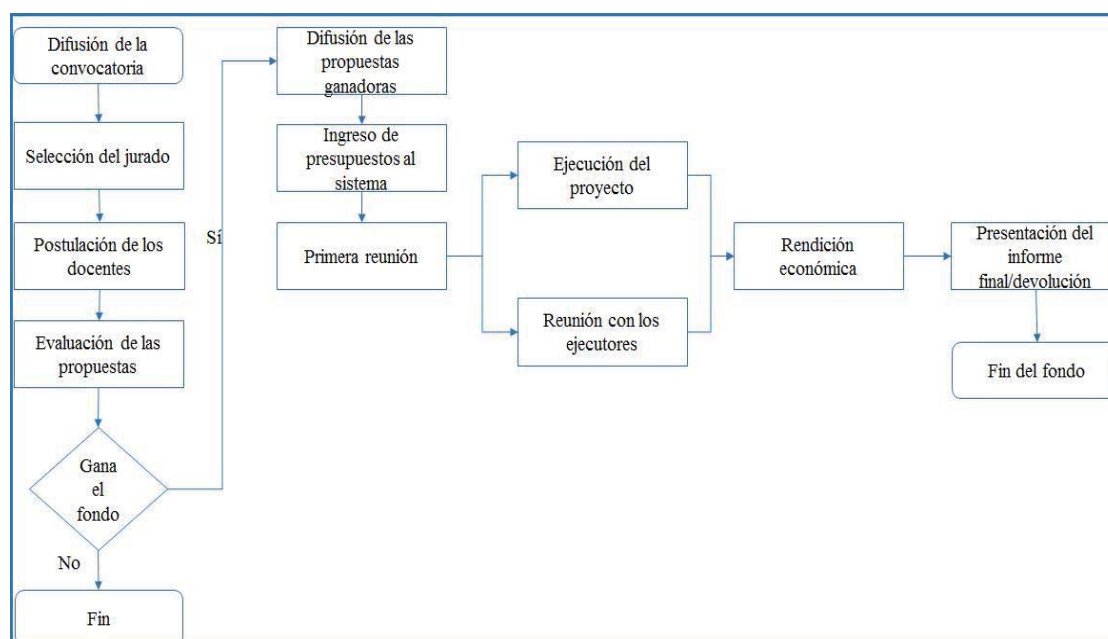 Difusión de la
convocatoria
Selección del jurado
Postulación de los
docentes
Evaluación de las
propuestas
Gana
el
fondo
No
Fin
Sí
Difusión de las
propuestas
ganadoras
Ingreso de
presupuestos al
sistema
Primera reunión
Ejecución del
proyecto
Reunión con los
ejecutores
Rendición
económica
Presentación del
informe
final/devolución
Fin del fondo